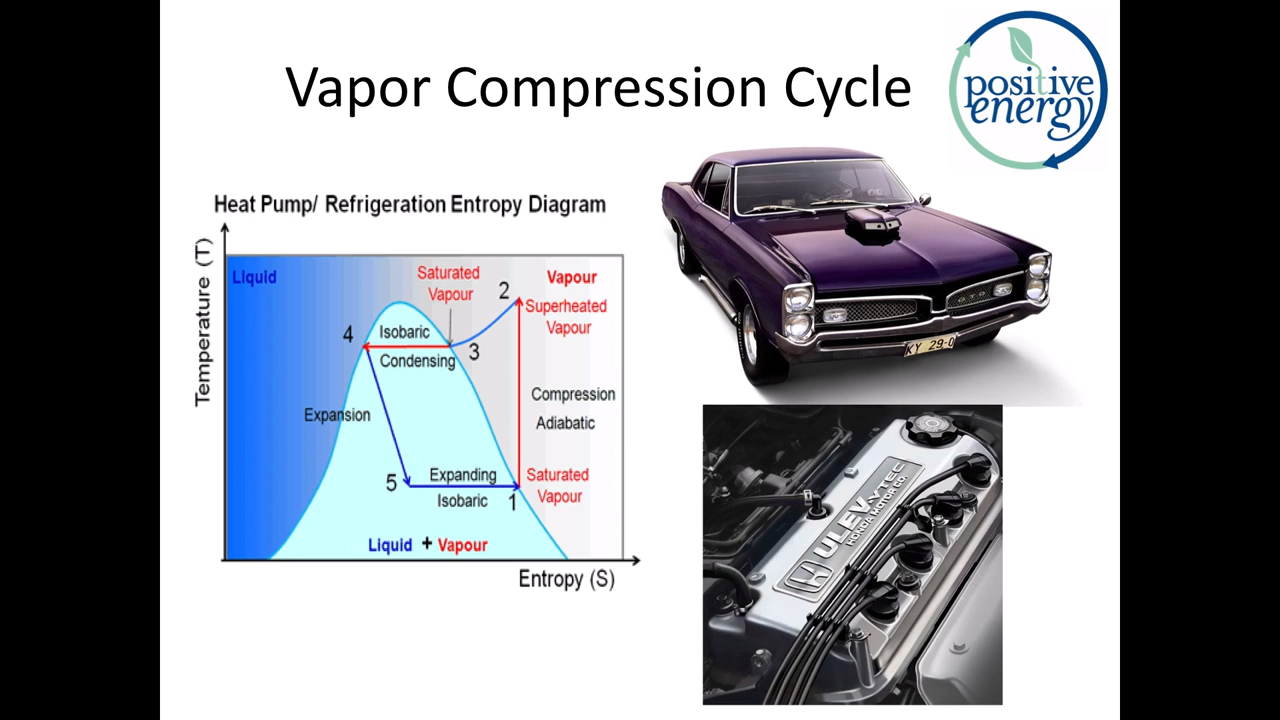 Vapor Compression Cycle
positive
energy
Heat Pump/ Refrigeration Entropy Diagram
Temperature (T)
Liquid
Saturated
Vapour
2
Vapour
Superheated
Vapour
4
Isobaric
3
Condensing
Compression
Adiabatic
Expansion
5
Expanding
Isobaric
1
Saturated
Vapour
Liquid + Vapour
Entropy (S)
GTO
KY 29-0
ULEV-VTEC
HONDA MOTOR CO.